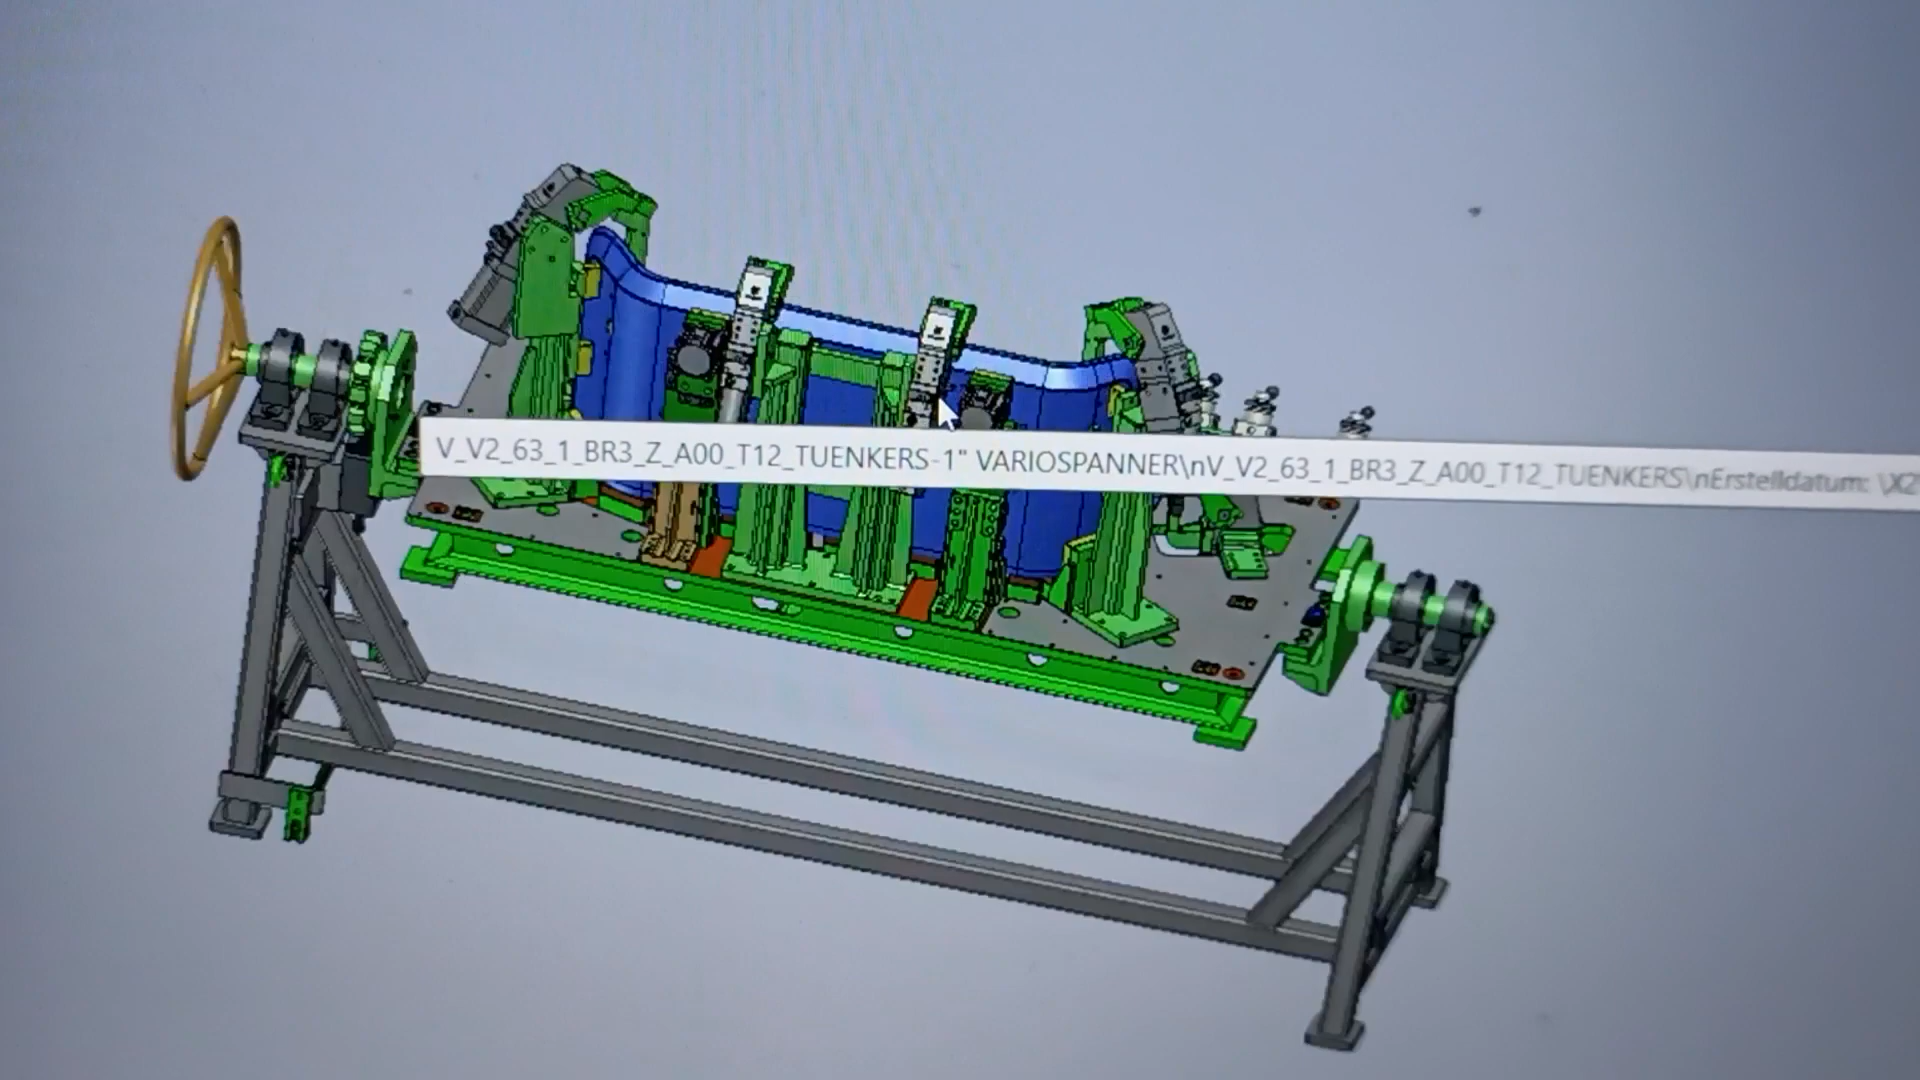 V_V2_63_1_BR3_Z_A00_T12_TUENKERS-1" VARIOSPANNER\nV_V2_63_1_BR3_Z_A00_T12_TUENKERS\nErstelldatum: \X2